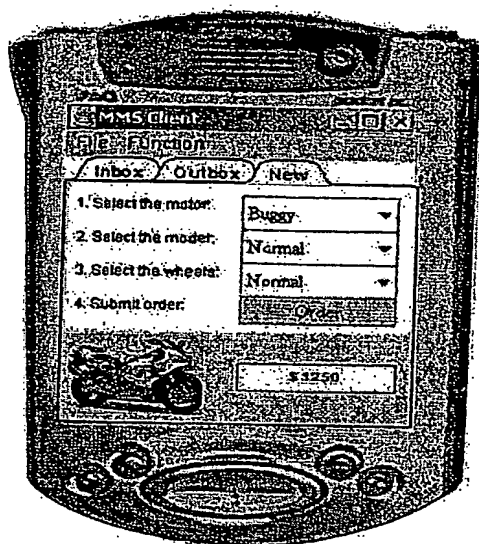 MMS Client
File Function
Inbox Outbox New
1. Select the motor: Buggy
2. Select the model: Normal
3. Select the wheels: Normal
4. Submit order: Order
$3250